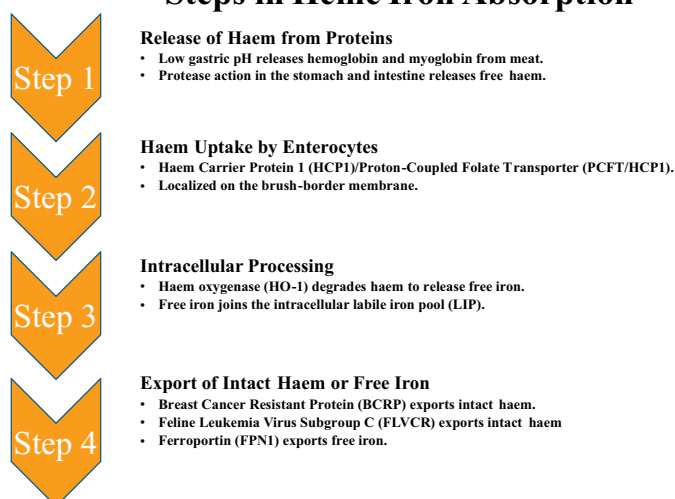 Steps in Heme Iron Absorption
Step 1
Release of Haem from Proteins
• Low gastric pH releases hemoglobin and myoglobin from meat.
• Protease action in the stomach and intestine releases free haem.
Step 2
Haem Uptake by Enterocytes
• Haem Carrier Protein 1 (HCP1)/Proton-Coupled Folate Transporter (PCFT/HCP1).
• Localized on the brush-border membrane.
Step 3
Intracellular Processing
• Haem oxygenase (HO-1) degrades haem to release free iron.
• Free iron joins the intracellular labile iron pool (LIP).
Step 4
Export of Intact Haem or Free Iron
• Breast Cancer Resistant Protein (BCRP) exports intact haem.
• Feline Leukemia Virus Subgroup C (FLVCR) exports intact haem
• Ferroportin (FPN1) exports free iron.